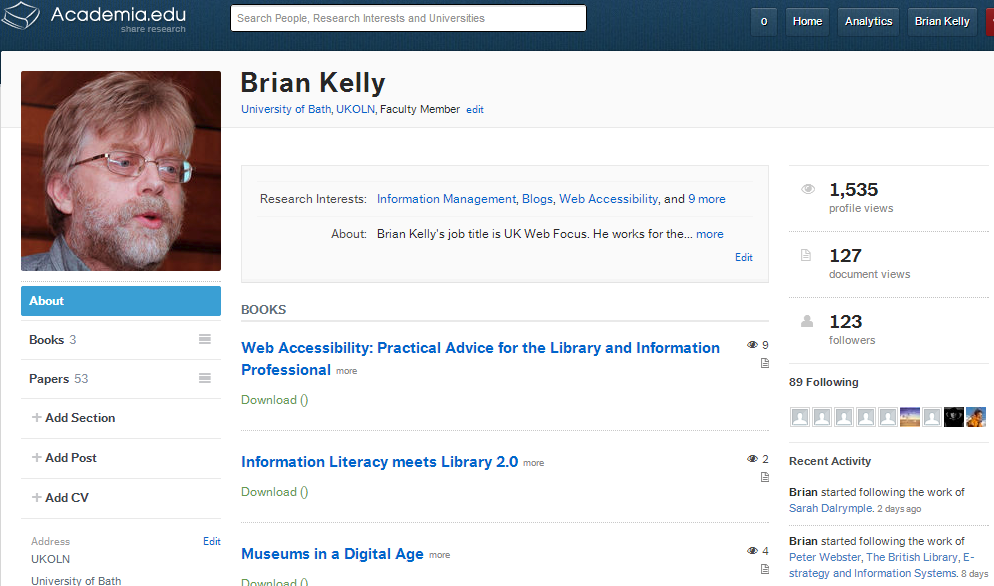 Academia.edu
share research
Search People, Research Interests and Universities
0
Home
Analytics
Brian Kelly
Brian Kelly
University of Bath, UKOLN, Faculty Member edit
Research Interests: Information Management, Blogs, Web Accessibility, and 9 more
About: Brian Kelly's job title is UK Web Focus. He works for the... more
Edit
1,535
profile views
127
document views
123
followers
About
Books 3
Papers 53
+ Add Section
+ Add Post
+ Add CV
Address
Edit
UKOLN
University of Bath
BOOKS
Web Accessibility: Practical Advice for the Library and Information
Professional more
9
Download ()
Information Literacy meets Library 2.0 more
2
Download ()
Museums in a Digital Age more
4
Download ()
89 Following
Recent Activity
Brian started following the work of
Sarah Dalrymple. 2 days ago
Brian started following the work of
Peter Webster, The British Library, E-
strategy and Information Systems. 8 days